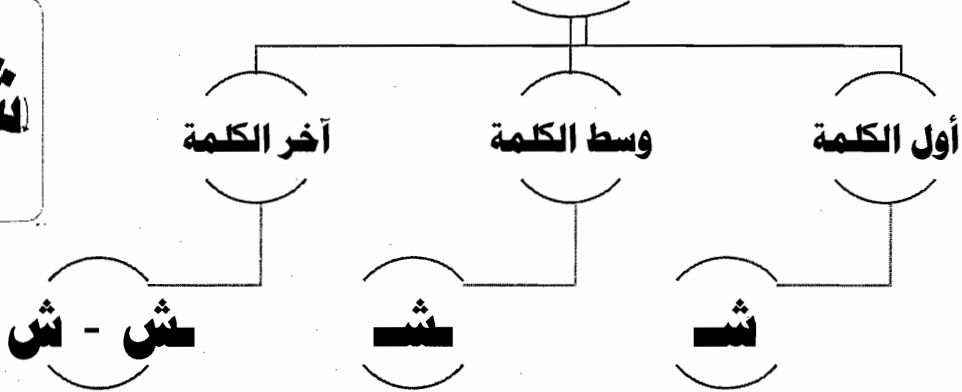 أول الكلمة وسط الكلمة آخر الكلمة
شـ ـشـ ـش - ش